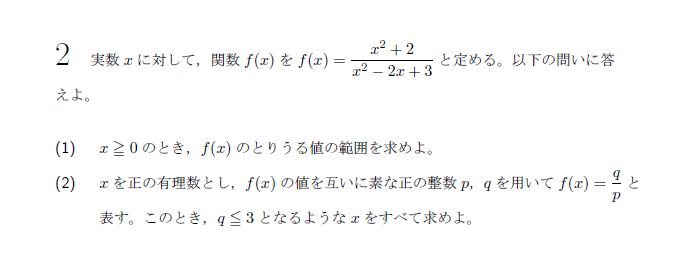 2 実数 x に対して，関数 f(x) を f(x) = \frac{x^2 + 2}{x^2 − 2x + 3} と定める。以下の問いに答
えよ。
(1) x ≧ 0 のとき，f(x) のとりうる値の範囲を求めよ。
(2) x を正の有理数とし，f(x) の値を互いに素な正の整数 p，q を用いて f(x) = \frac{q}{p} と
表す。このとき，q ≦ 3 となるような x をすべて求めよ。